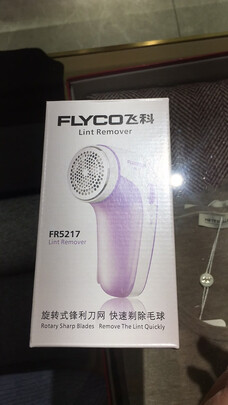 FLYCO飞科
Lint Remover
FR5217
Lint Remover
旋转式锋利刀网 快速剃除毛球
Rotary Sharp Blades Remove The Lint Quickly